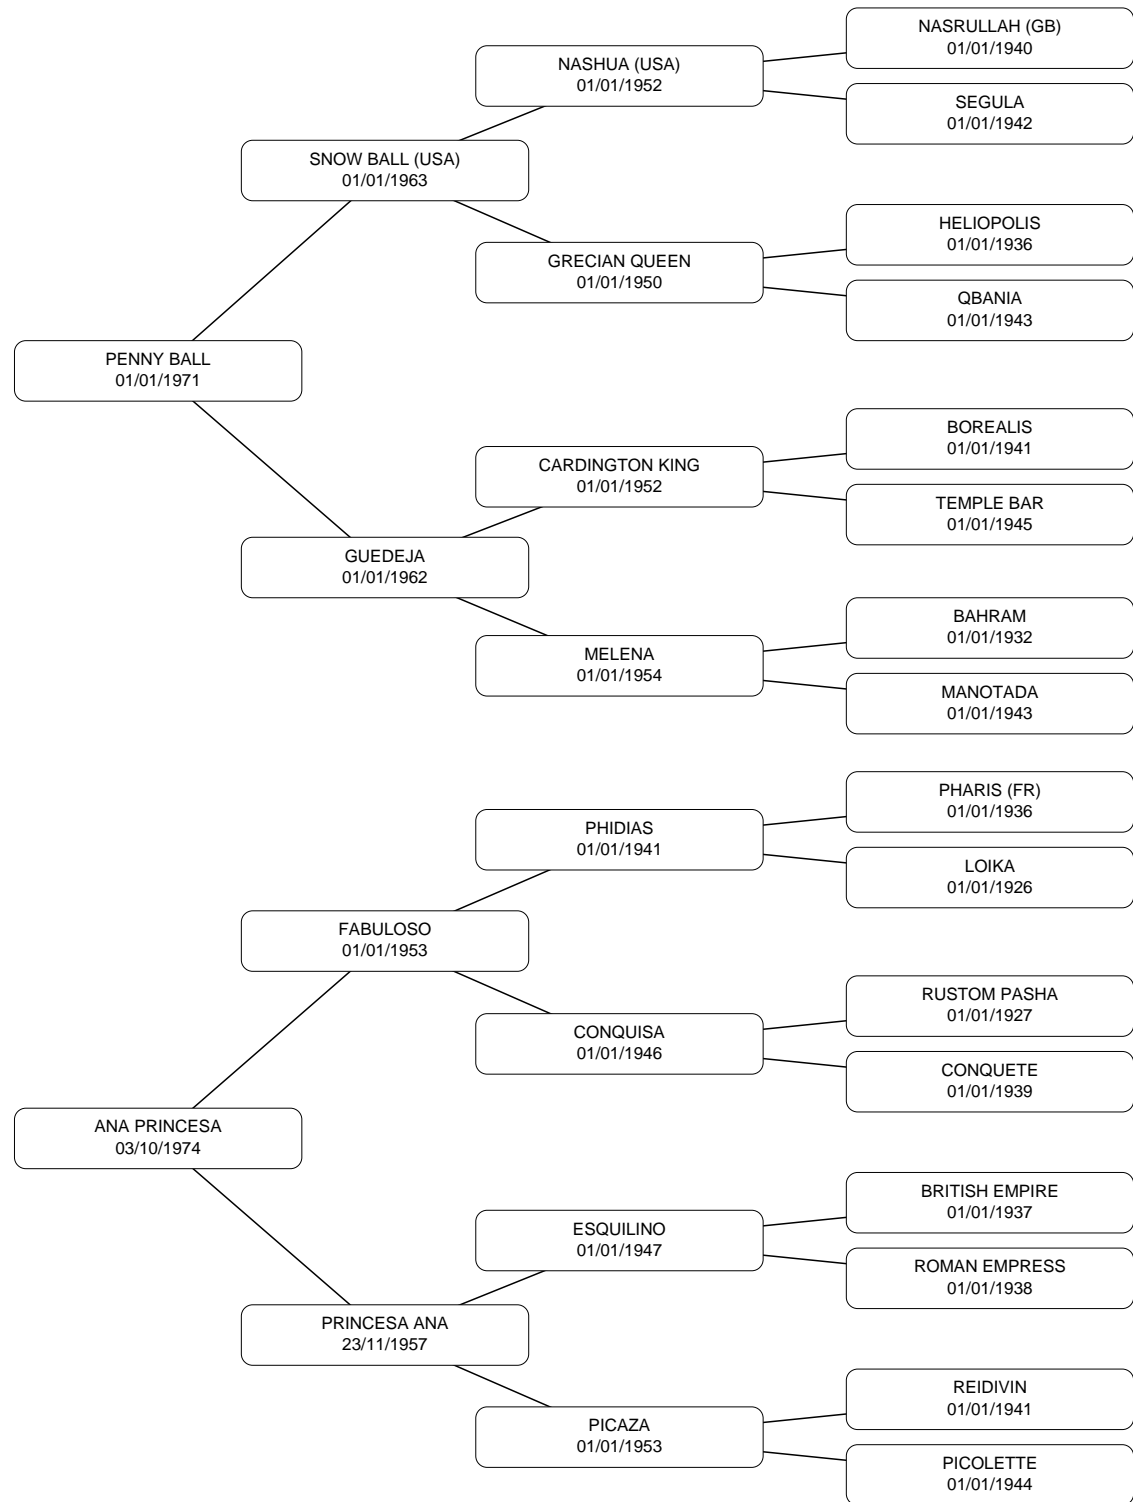 NASRULLAH (GB)
01/01/1940
NASHUA (USA)
01/01/1952
SEGULA
01/01/1942
SNOW BALL (USA)
01/01/1963
HELIOPOLIS
01/01/1936
GRECIAN QUEEN
01/01/1950
QBANIA
01/01/1943
PENNY BALL
01/01/1971
BOREALIS
01/01/1941
CARDINGTON KING
01/01/1952
TEMPLE BAR
01/01/1945
GUEDEJA
01/01/1962
BAHRAM
01/01/1932
MELENA
01/01/1954
MANOTADA
01/01/1943
PHARIS (FR)
01/01/1936
PHIDIAS
01/01/1941
LOIKA
01/01/1926
FABULOSO
01/01/1953
RUSTOM PASHA
01/01/1927
CONQUISA
01/01/1946
CONQUETE
01/01/1939
ANA PRINCESA
03/10/1974
BRITISH EMPIRE
01/01/1937
ESQUILINO
01/01/1947
ROMAN EMPRESS
01/01/1938
PRINCESA ANA
23/11/1957
REIDIVIN
01/01/1941
PICAZA
01/01/1953
PICOLETTE
01/01/1944